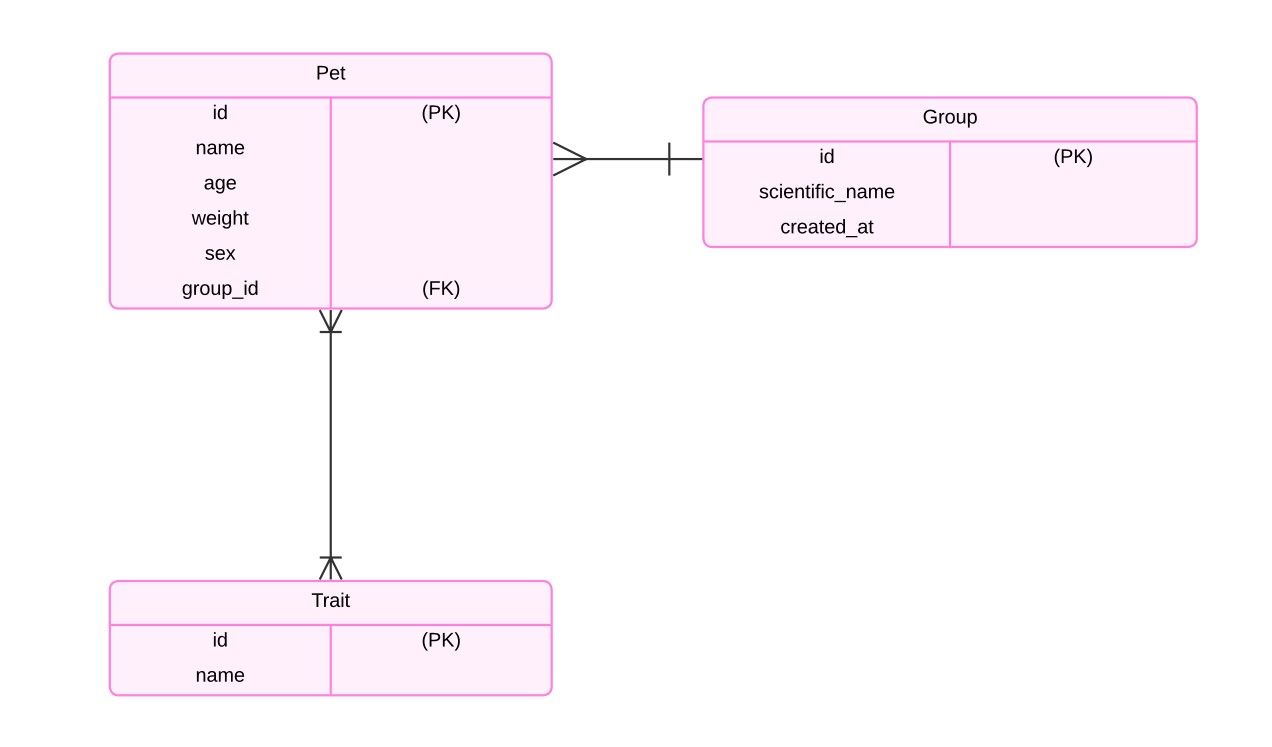 Pet
id (PK)
name
age
weight
sex
group_id (FK)
Group
id (PK)
scientific_name
created_at
Trait
id (PK)
name